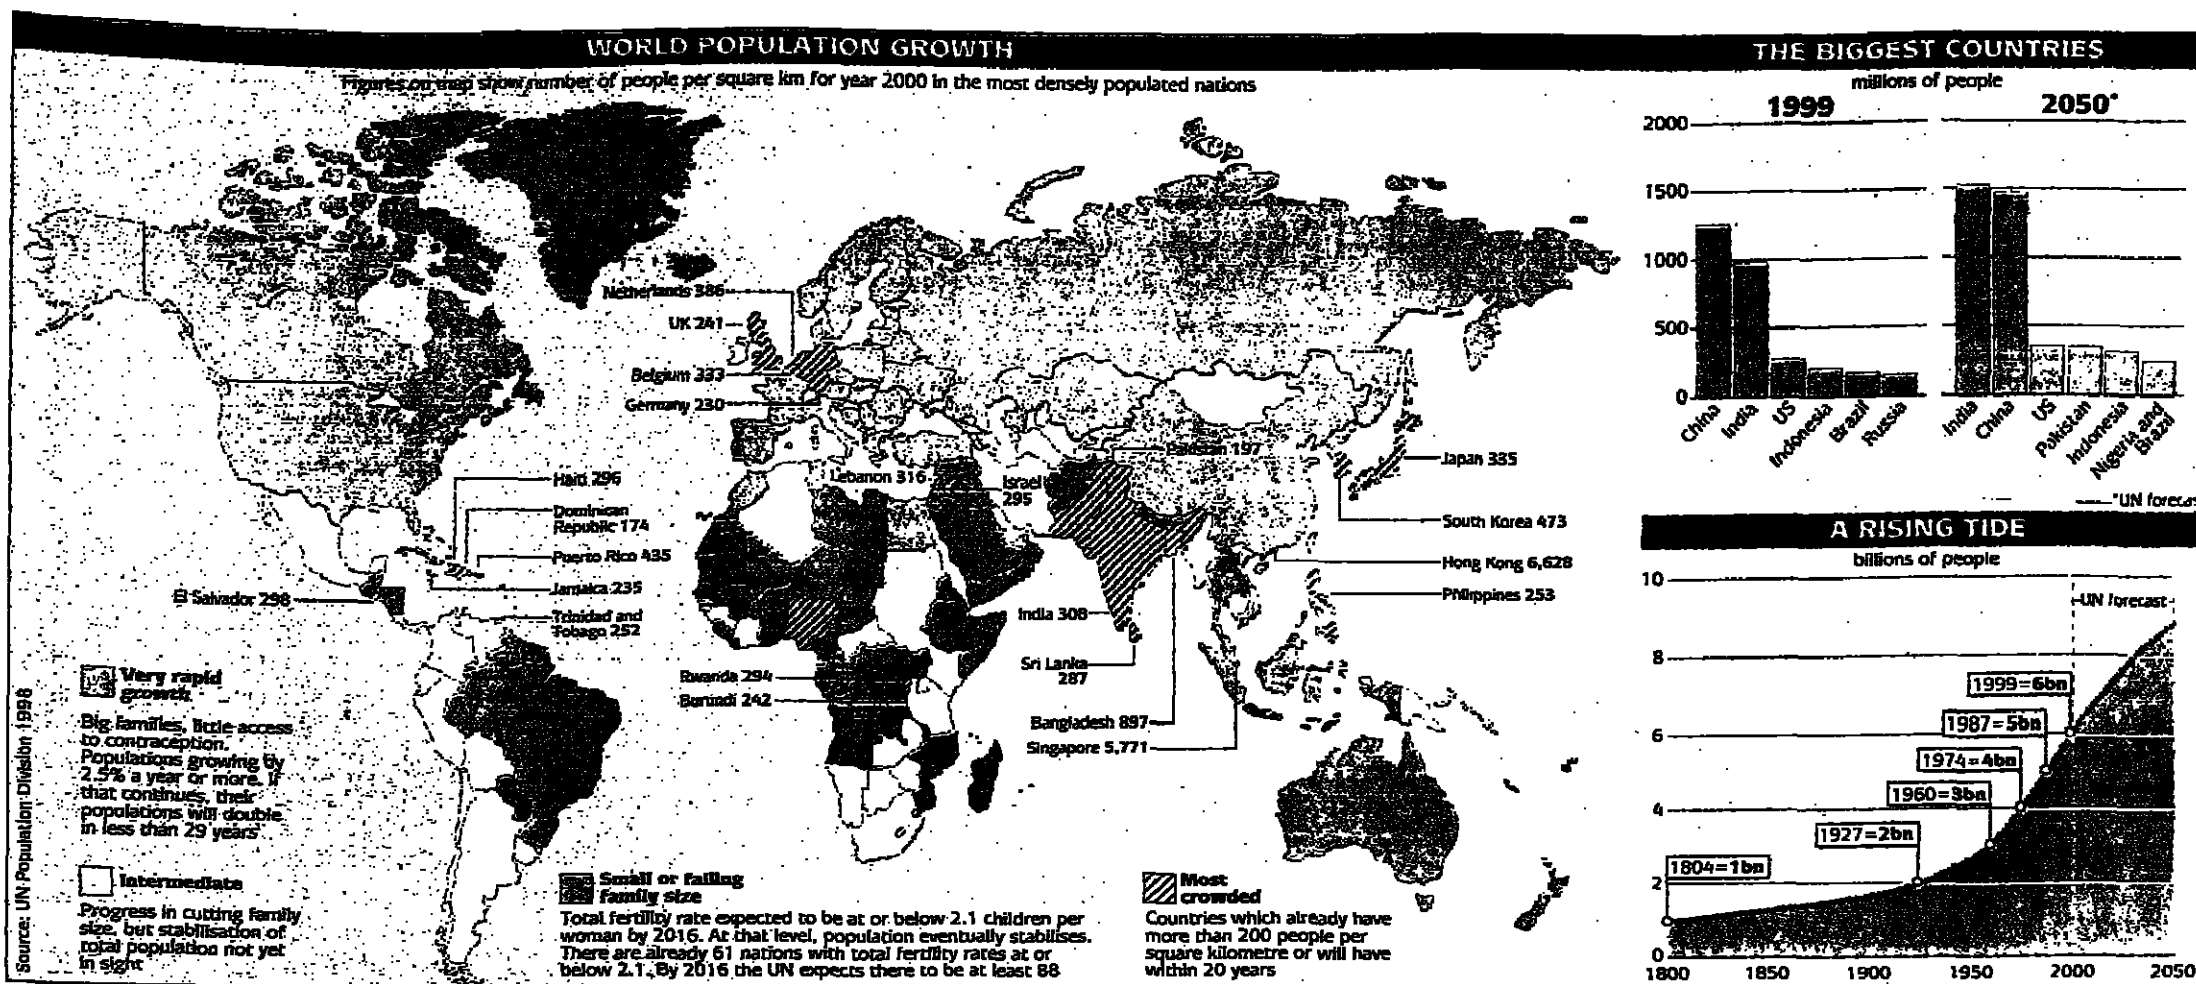 WORLD POPULATION GROWTH
Figures on map show number of people per square km for year 2000 in the most densely populated nations
Netherlands 386
UK 241
Belgium 333
Germany 230
Haiti 296
Dominican
Republic 174
Puerto Rico 435
Jamaica 235
El Salvador 298
Trinidad and
Tobago 252
Lebanon 316
Israel
295
Pakistan 197
Japan 335
South Korea 473
Hong Kong 6,628
Philippines 253
India 308
Sri Lanka
287
Rwanda 294
Burundi 242
Bangladesh 897
Singapore 5,771
Very rapid
growth
Big families, little access
to contraception.
Populations growing by
2.5% a year or more. If
that continues, their
populations will double
in less than 29 years
Intermediate
Progress in cutting family
size, but stabilisation of
total population not yet
in sight
Small or falling
family size
Total fertility rate expected to be at or below 2.1 children per
woman by 2016. At that level, population eventually stabilises.
There are already 61 nations with total fertility rates at or
below 2.1. By 2016 the UN expects there to be at least 88
Most
crowded
Countries which already have
more than 200 people per
square kilometre or will have
within 20 years
Source: UN Population Division 1998
THE BIGGEST COUNTRIES
millions of people
1999
2050*
2000
1500
1000
500
0
China
India
US
Indonesia
Brazil
Russia
India
China
US
Pakistan
Indonesia
Nigeria and
Brazil
*UN forecast
A RISING TIDE
billions of people
10
8
6
4
2
0
UN forecast
1999=6bn
1987=5bn
1974=4bn
1960=3bn
1927=2bn
1804=1bn
1800
1850
1900
1950
2000
2050